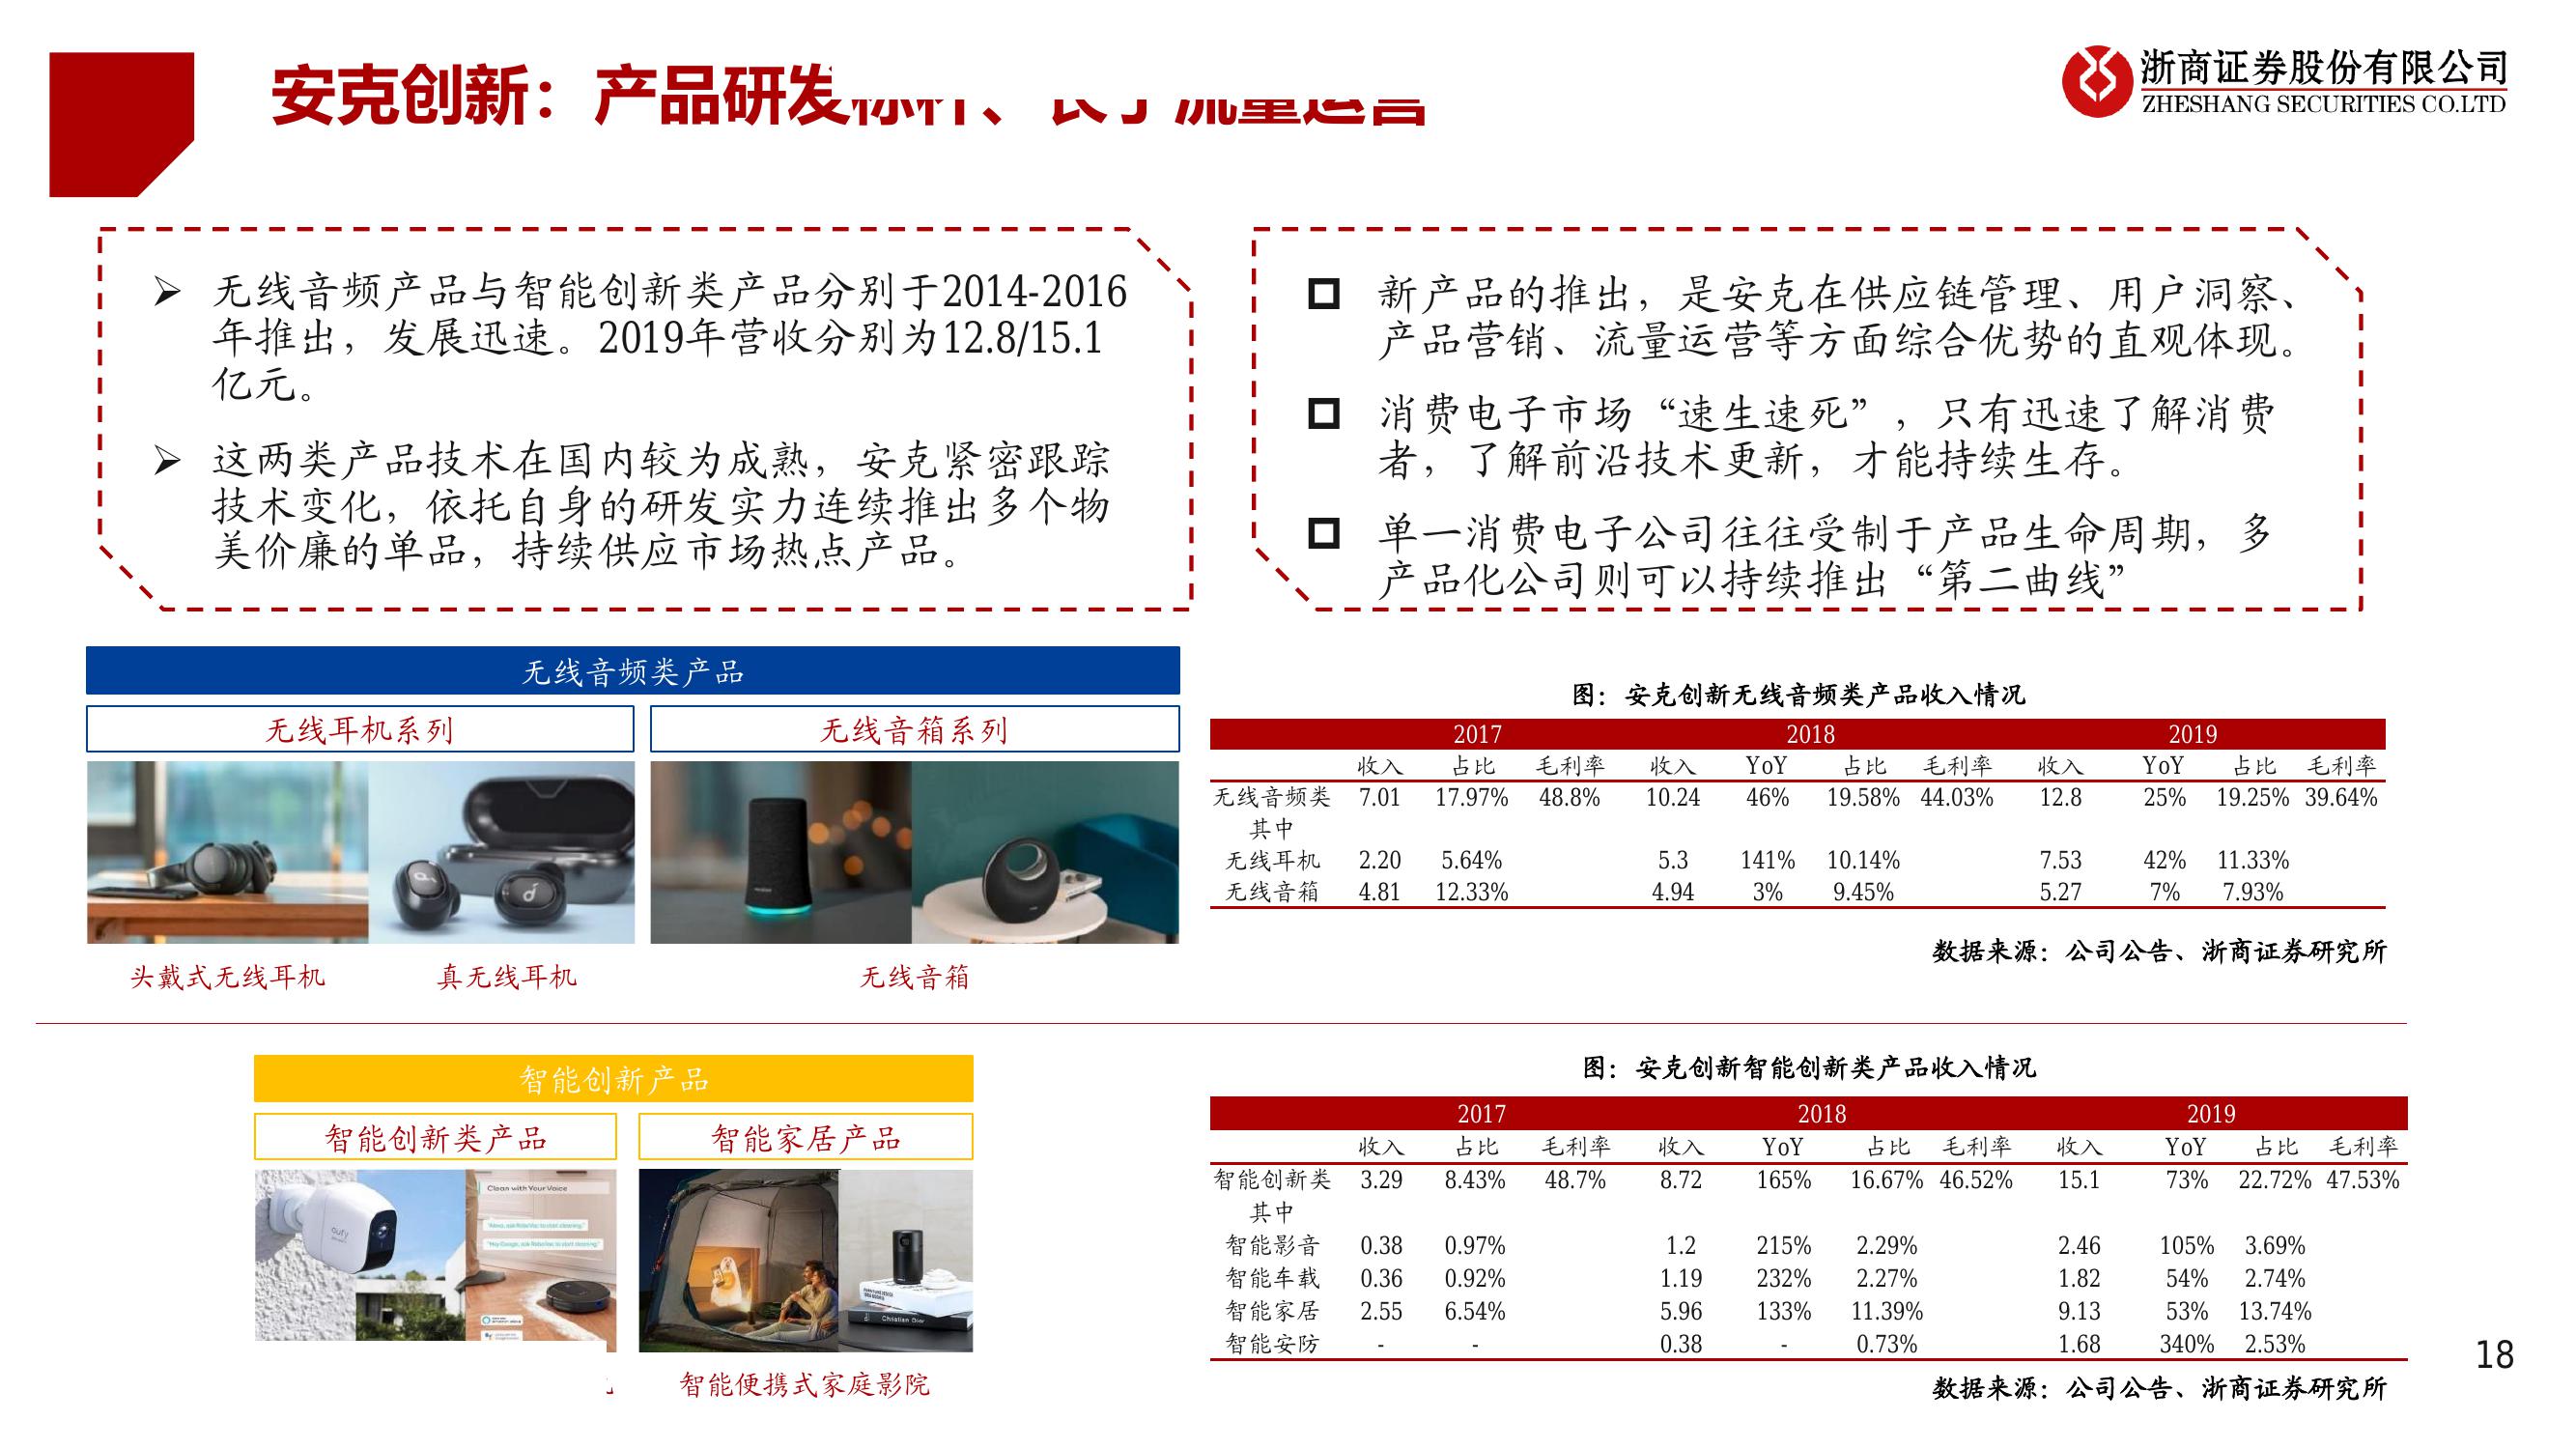 安克创新：产品研发
浙商证券股份有限公司
ZHESHANG SECURITIES CO.LTD
无线音频产品与智能创新类产品分别于2014-2016
年推出，发展迅速。2019年营收分别为12.8/15.1
亿元。
这两类产品技术在国内较为成熟，安克紧密跟踪
技术变化，依托自身的研发实力连续推出多个物
美价廉的单品，持续供应市场热点产品。
新产品的推出，是安克在供应链管理、用户洞察、
产品营销、流量运营等方面综合优势的直观体现。
消费电子市场“速生速死”，只有迅速了解消费
者，了解前沿技术更新，才能持续生存。
单一消费电子公司往往受制于产品生命周期，多
产品化公司则可以持续推出“第二曲线”
无线音频类产品
无线耳机系列 无线音箱系列
头戴式无线耳机 真无线耳机 无线音箱
图：安克创新无线音频类产品收入情况
2017 2018 2019
收入 占比 毛利率 收入 YoY 占比 毛利率 收入 YoY 占比 毛利率
无线音频类 7.01 17.97% 48.8% 10.24 46% 19.58% 44.03% 12.8 25% 19.25% 39.64%
其中
无线耳机 2.20 5.64% 5.3 141% 10.14% 7.53 42% 11.33%
无线音箱 4.81 12.33% 4.94 3% 9.45% 5.27 7% 7.93%
数据来源：公司公告、浙商证券研究所
智能创新产品
智能创新类产品 智能家居产品
eufy
Clean with Your Voice
Christian Dior
智能便携式家庭影院
图：安克创新智能创新类产品收入情况
2017 2018 2019
收入 占比 毛利率 收入 YoY 占比 毛利率 收入 YoY 占比 毛利率
智能创新类 3.29 8.43% 48.7% 8.72 165% 16.67% 46.52% 15.1 73% 22.72% 47.53%
其中
智能影音 0.38 0.97% 1.2 215% 2.29% 2.46 105% 3.69%
智能车载 0.36 0.92% 1.19 232% 2.27% 1.82 54% 2.74%
智能家居 2.55 6.54% 5.96 133% 11.39% 9.13 53% 13.74%
智能安防 - - 0.38 - 0.73% 1.68 340% 2.53%
数据来源：公司公告、浙商证券研究所
18